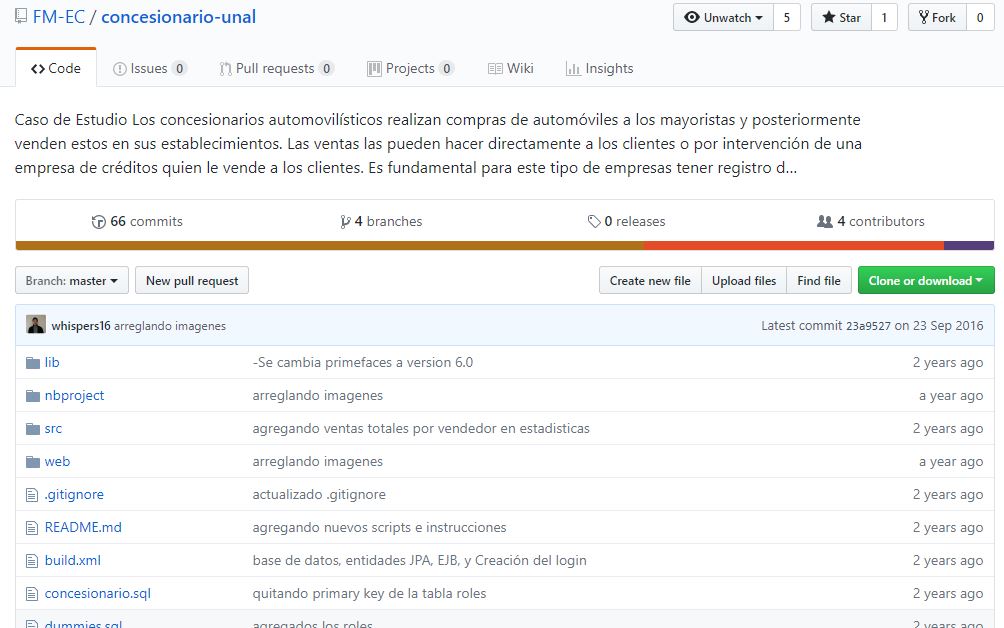 FM-EC / concesionario-unal
Unwatch 5 Star 1 Fork 0
Code Issues 0 Pull requests 0 Projects 0 Wiki Insights
Caso de Estudio Los concesionarios automovilísticos realizan compras de automóviles a los mayoristas y posteriormente
venden estos en sus establecimientos. Las ventas las pueden hacer directamente a los clientes o por intervención de una
empresa de créditos quien le vende a los clientes. Es fundamental para este tipo de empresas tener registro d...
66 commits 4 branches 0 releases 4 contributors
Branch: master New pull request Create new file Upload files Find file Clone or download
whispers16 arreglando imagenes Latest commit 23a9527 on 23 Sep 2016
lib -Se cambia primefaces a version 6.0 2 years ago
nbproject arreglando imagenes a year ago
src agregando ventas totales por vendedor en estadisticas 2 years ago
web arreglando imagenes a year ago
.gitignore actualizado .gitignore 2 years ago
README.md agregando nuevos scripts e instrucciones 2 years ago
build.xml base de datos, entidades JPA, EJB, y Creación del login 2 years ago
concesionario.sql quitando primary key de la tabla roles 2 years ago
dummies.sql agregados los roles 2 years ago